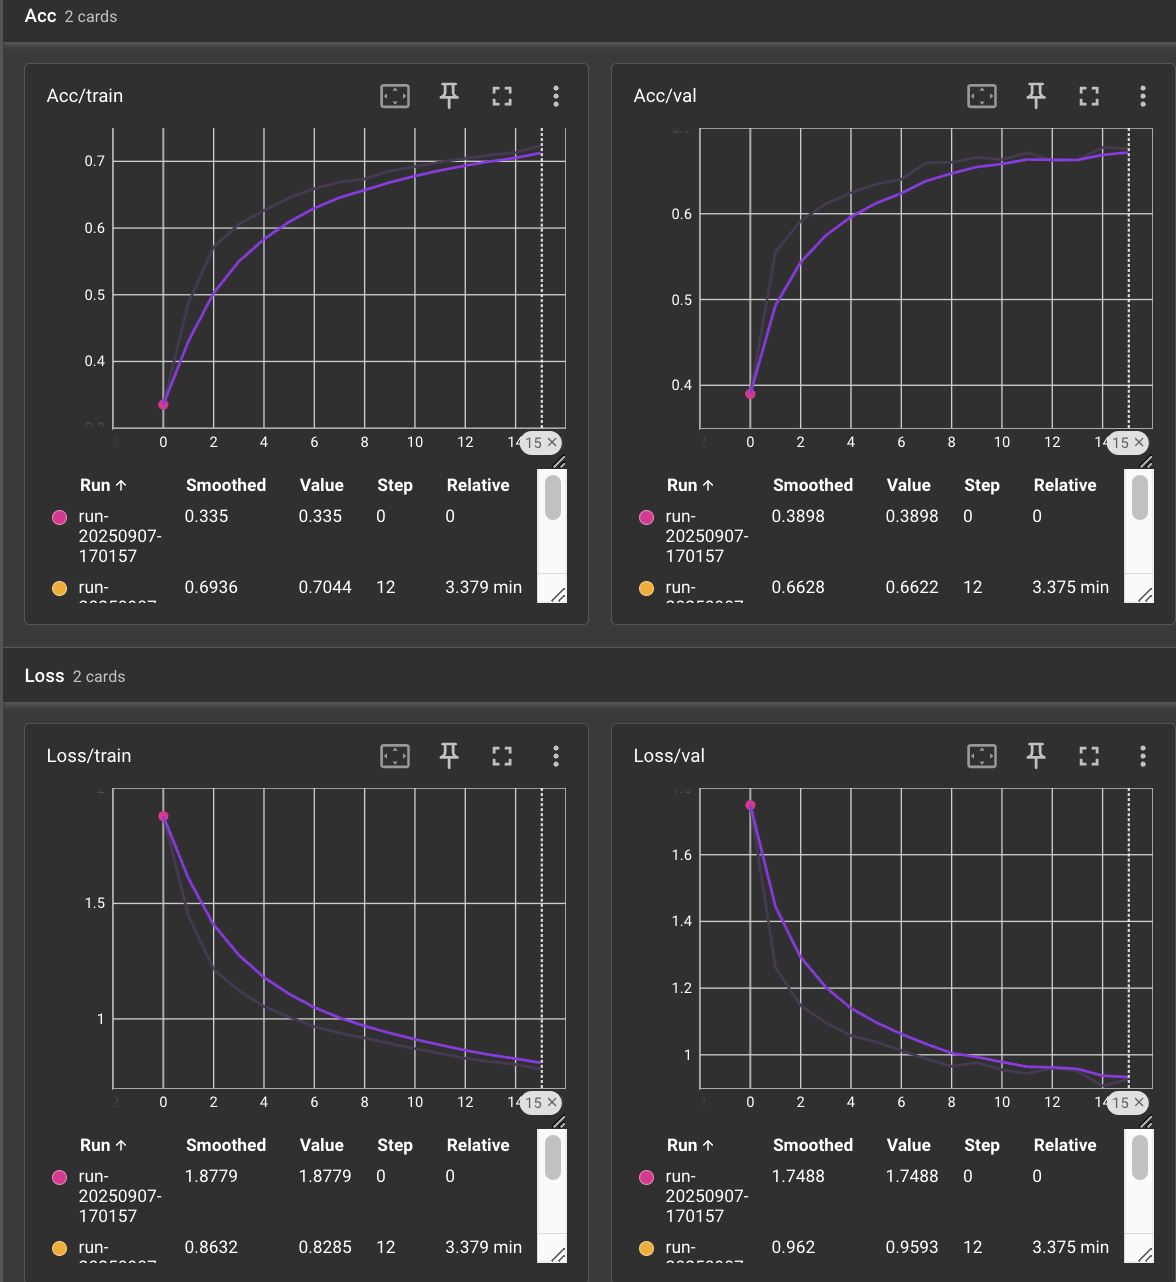 Acc 2 cards
Acc/train
0.7
0.6
0.5
0.4
0 2 4 6 8 10 12 14 15 ×
Run ↑ Smoothed Value Step Relative
run-20250907-170157 0.335 0.335 0 0
run- 0.6936 0.7044 12 3.379 min
Acc/val
0.6
0.5
0.4
0 2 4 6 8 10 12 14 15 ×
Run ↑ Smoothed Value Step Relative
run-20250907-170157 0.3898 0.3898 0 0
run- 0.6628 0.6622 12 3.375 min
Loss 2 cards
Loss/train
2
1.5
1
0 2 4 6 8 10 12 14 15 ×
Run ↑ Smoothed Value Step Relative
run-20250907-170157 1.8779 1.8779 0 0
run- 0.8632 0.8285 12 3.379 min
Loss/val
1.6
1.4
1.2
1
0 2 4 6 8 10 12 14 15 ×
Run ↑ Smoothed Value Step Relative
run-20250907-170157 1.7488 1.7488 0 0
run- 0.962 0.9593 12 3.375 min